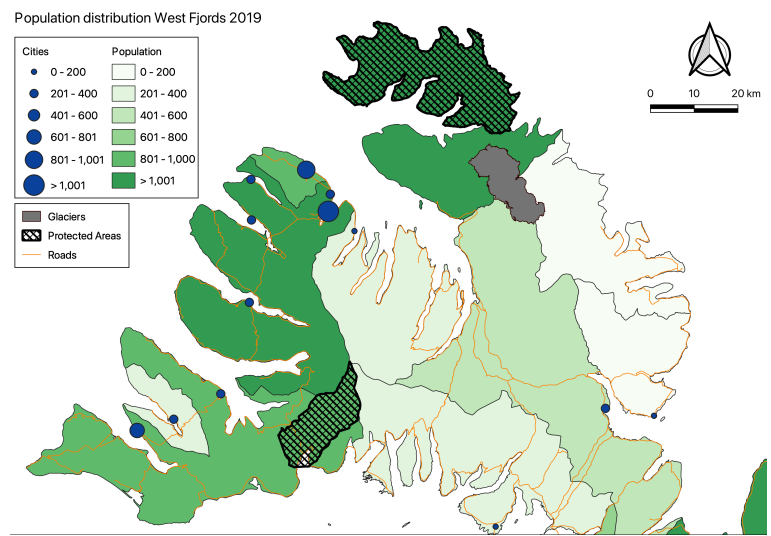 Population distribution West Fjords 2019
Cities
0 - 200
201 - 400
401 - 600
601 - 801
801 - 1,001
> 1,001
Population
0 - 200
201 - 400
401 - 600
601 - 800
801 - 1,000
> 1,001
Glaciers
Protected Areas
Roads
0 10 20 km